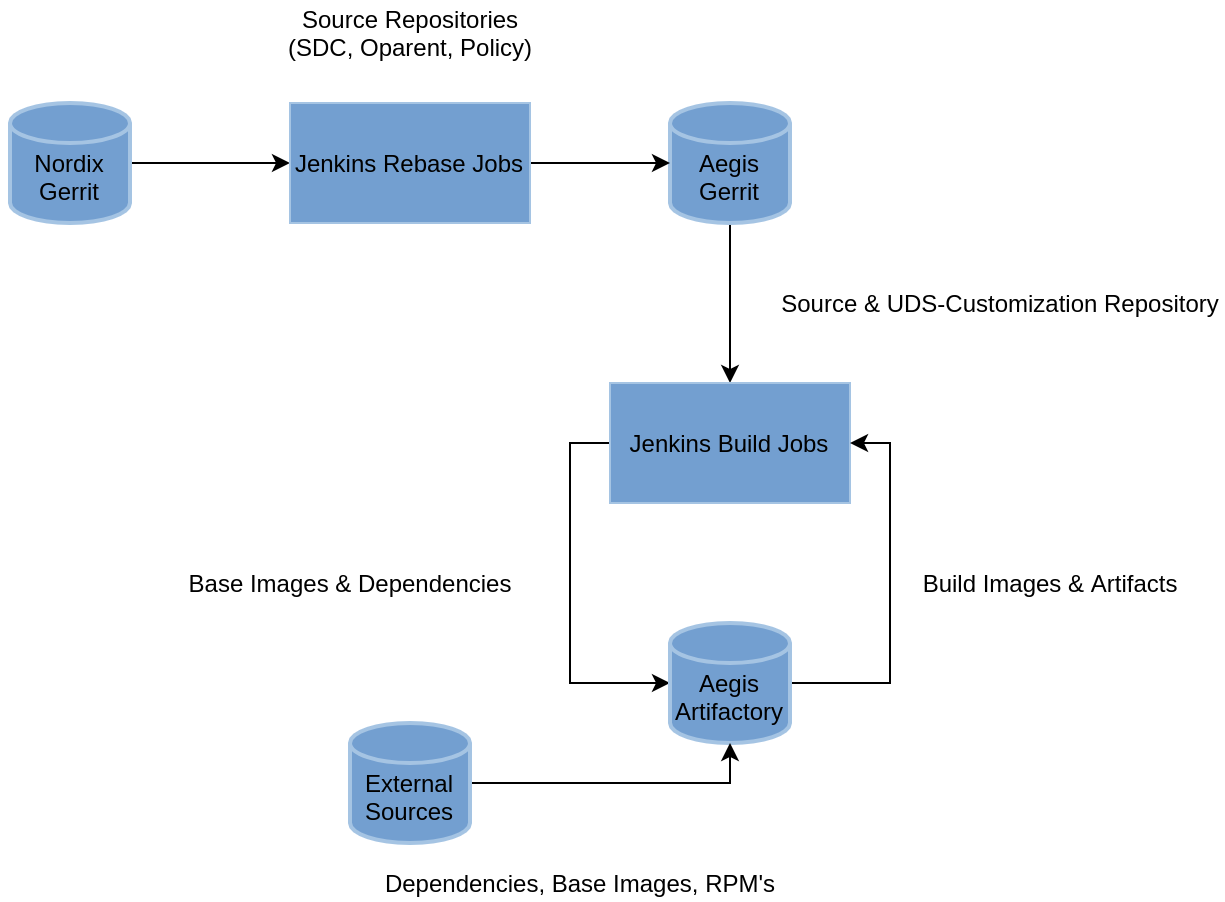 Source Repositories
(SDC, Oparent, Policy)
Nordix
Gerrit
Jenkins Rebase Jobs
Aegis
Gerrit
Source & UDS-Customization Repository
Jenkins Build Jobs
Base Images & Dependencies
Build Images & Artifacts
Aegis
Artifactory
External
Sources
Dependencies, Base Images, RPM's